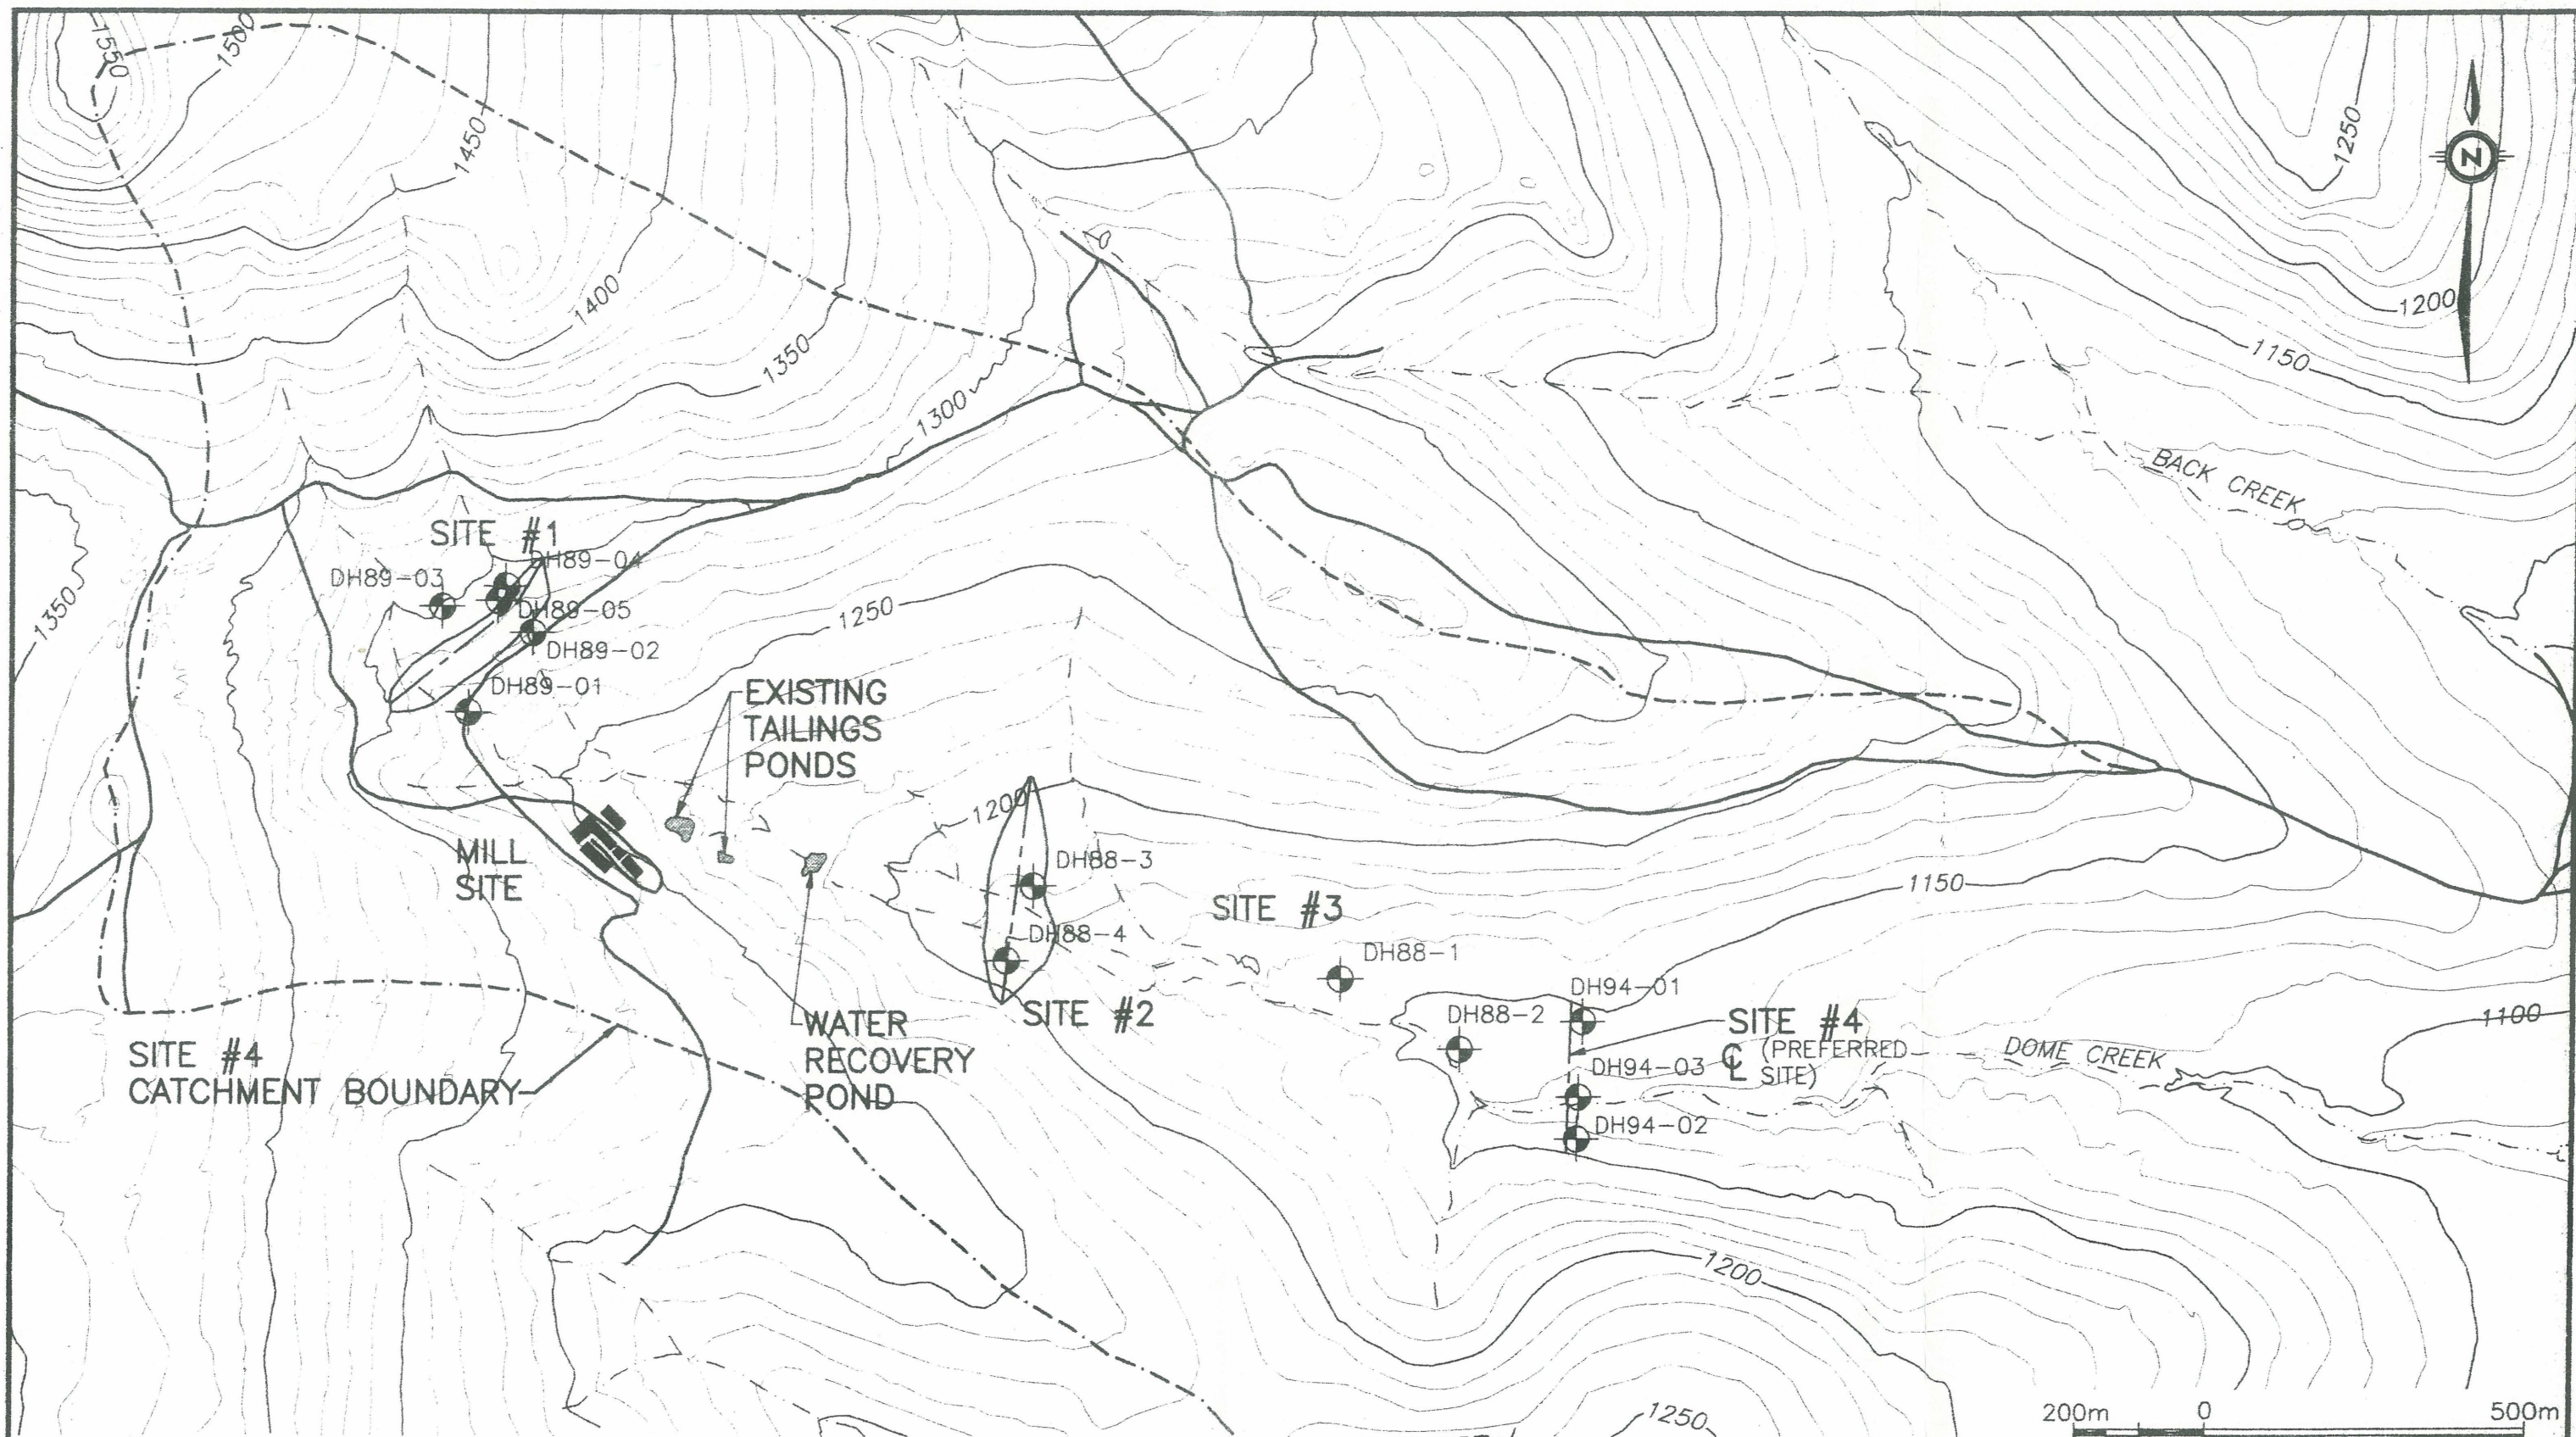 1550
1500
1450
1250
N
1400
1200
1350
1150
1300
BACK CREEK
SITE #1
DH89-04
DH89-03
DH89-05
1350
1250
DH89-02
DH89-01
EXISTING
TAILINGS
PONDS
1200
MILL
SITE
DH88-3
1150
SITE #3
DH88-4
DH88-1
DH94-01
SITE #2
DH88-2
SITE #4
1100
WATER
RECOVERY
POND
SITE #4
CATCHMENT BOUNDARY
℄ (PREFERRED
SITE)
DOME CREEK
DH94-03
DH94-02
1200
1250
200m 0 500m